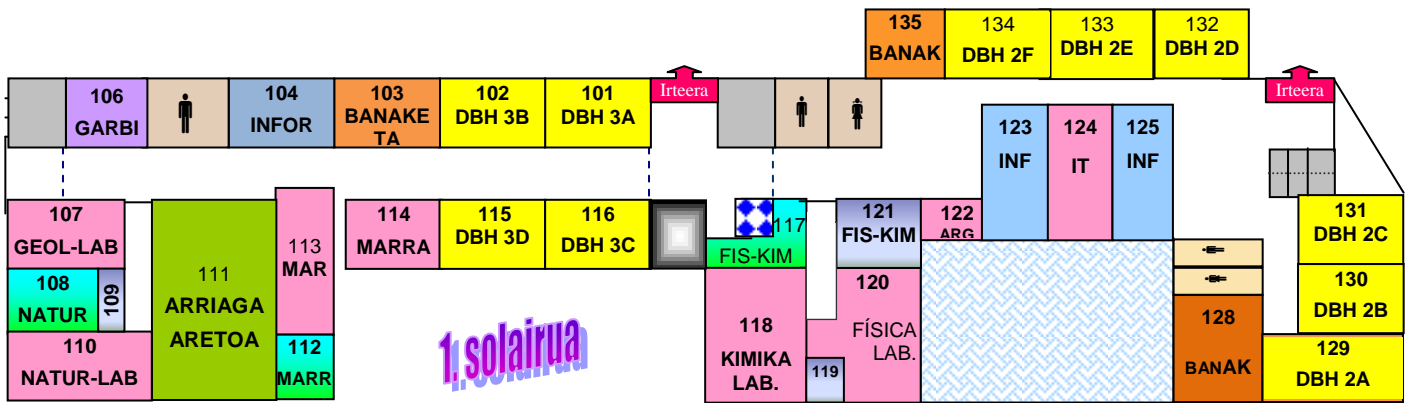 135
BANAK
134
DBH 2F
133
DBH 2E
132
DBH 2D
106
GARBI
104
INFOR
103
BANAKE
TA
102
DBH 3B
101
DBH 3A
Irteera
Irteera
123
INF
124
IT
125
INF
107
GEOL-LAB
108
NATUR
109
110
NATUR-LAB
111
ARRIAGA
ARETOA
113
MAR
112
MARR
114
MARRA
115
DBH 3D
116
DBH 3C
117
FIS-KIM
121
FIS-KIM
122
ARG
131
DBH 2C
130
DBH 2B
129
DBH 2A
128
BANAK
118
KIMIKA
LAB.
119
120
FÍSICA
LAB.
1. solairua